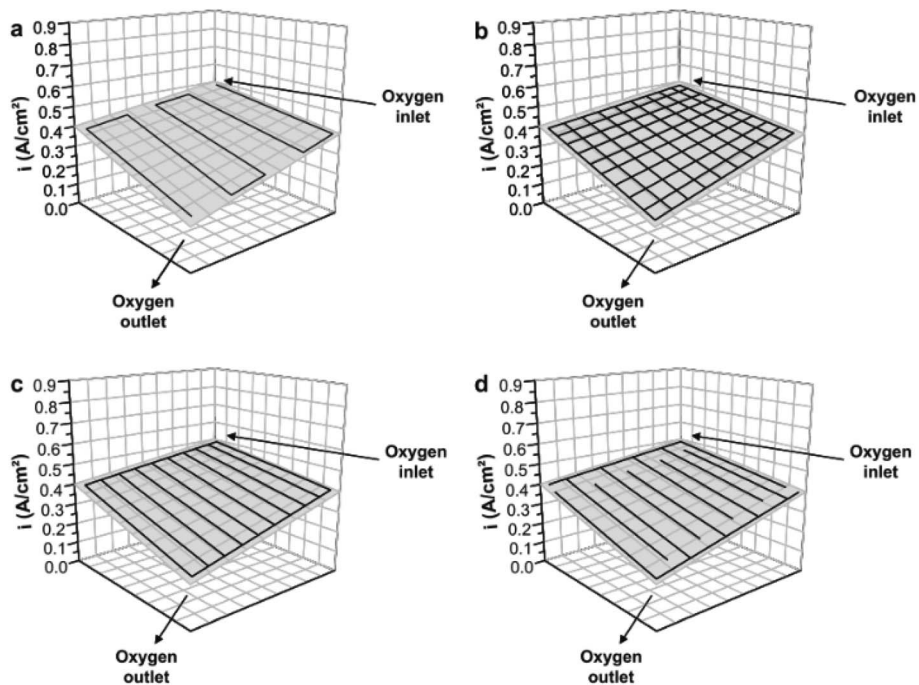 a
0.9
0.8
0.7
0.6
0.5
0.4
0.3
0.2
0.1
0.0
i (A/cm²)
Oxygen
inlet
Oxygen
outlet
b
0.9
0.8
0.7
0.6
0.5
0.4
0.3
0.2
0.1
0.0
i (A/cm²)
Oxygen
inlet
Oxygen
outlet
c
0.9
0.8
0.7
0.6
0.5
0.4
0.3
0.2
0.1
0.0
i (A/cm²)
Oxygen
inlet
Oxygen
outlet
d
0.9
0.8
0.7
0.6
0.5
0.4
0.3
0.2
0.1
0.0
i (A/cm²)
Oxygen
inlet
Oxygen
outlet